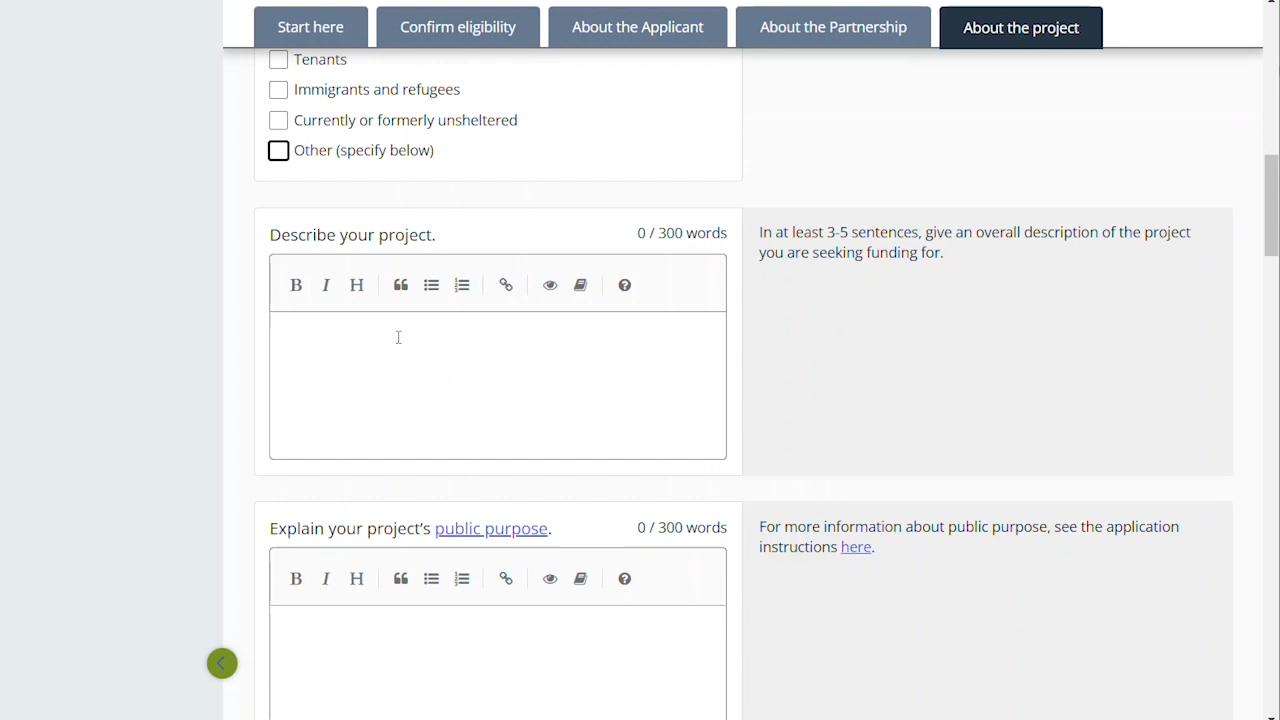 Start here
Confirm eligibility
About the Applicant
About the Partnership
About the project
Tenants
Immigrants and refugees
Currently or formerly unsheltered
Other (specify below)
Describe your project.
0 / 300 words
B I H
In at least 3-5 sentences, give an overall description of the project
you are seeking funding for.
Explain your project's public purpose.
0 / 300 words
B I H
For more information about public purpose, see the application
instructions here.